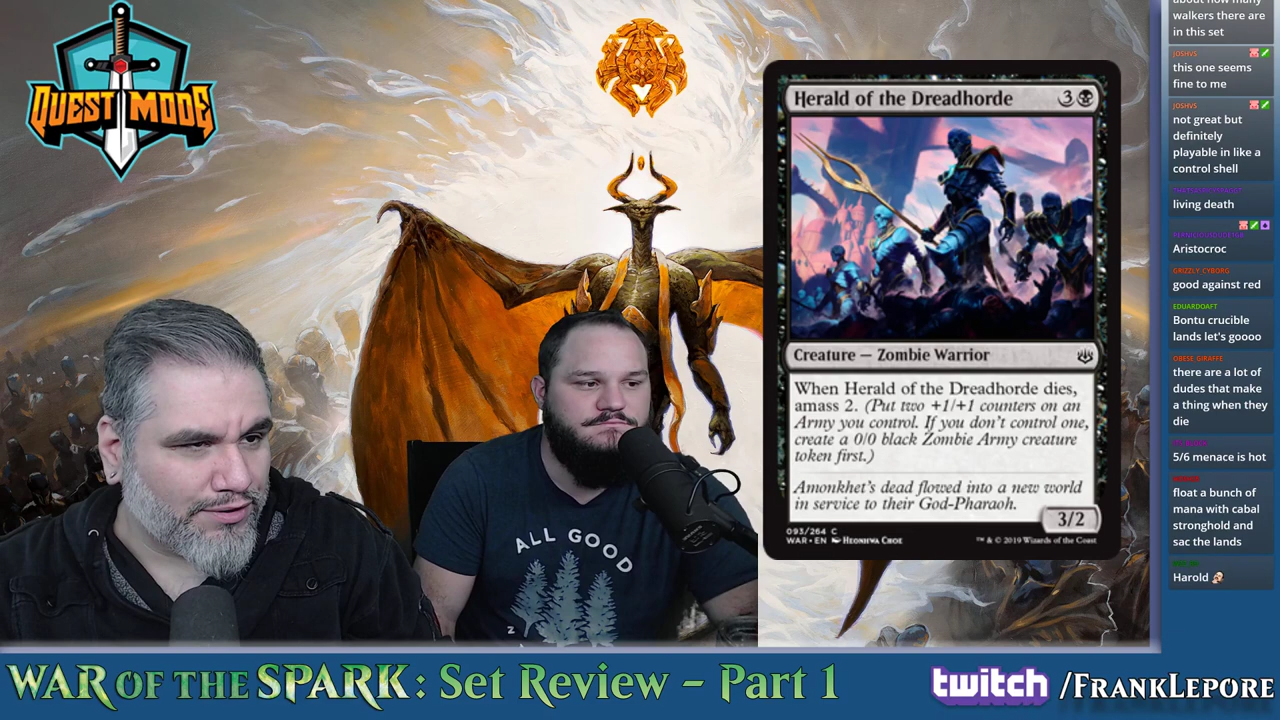 QUEST MODE
Herald of the Dreadhorde 3
Creature — Zombie Warrior
When Herald of the Dreadhorde dies,
amass 2. (Put two +1/+1 counters on an
Army you control. If you don't control one,
create a 0/0 black Zombie Army creature
token first.)
Amonkhet's dead flowed into a new world
in service to their God-Pharaoh.
3/2
093/264 C
WAR • EN HEONHWA CHOE
™ & © 2019 Wizards of the Coast
ALL GOOD
N
walkers there are
in this set
JOSHVS
this one seems
fine to me
JOSHVS
not great but
definitely
playable in like a
control shell
living death
Aristocroc
GRIZZLY_CYBORG
good against red
EDUARDOAFT
Bontu crucible
lands let's goooo
OBESE_GIRAFFE
there are a lot of
dudes that make
a thing when they
die
5/6 menace is hot
float a bunch of
mana with cabal
stronghold and
sac the lands
Harold
WAR OF THE SPARK: Set Review - Part 1
twitch /FRANKLEPORE